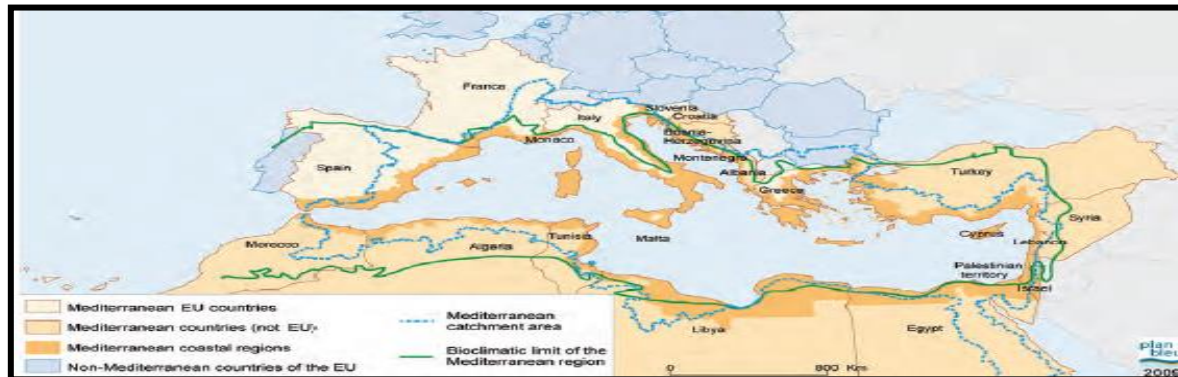 France
Slovenia
Croatia
Italy
Bosnia-
Herzegovina
Monaco
Montenegro
Spain
Albania
Turkey
Greece
Syria
Tunisia
Malta
Cyprus
Lebanon
Morocco
Algeria
Palestinian
territory
Israel
Libya
Egypt
Mediterranean EU countries
Mediterranean countries (not EU)
Mediterranean coastal regions
Non-Mediterranean countries of the EU
Mediterranean
catchment area
Bioclimatic limit of the
Mediterranean region
0 800 Km
plan
bleu
2009